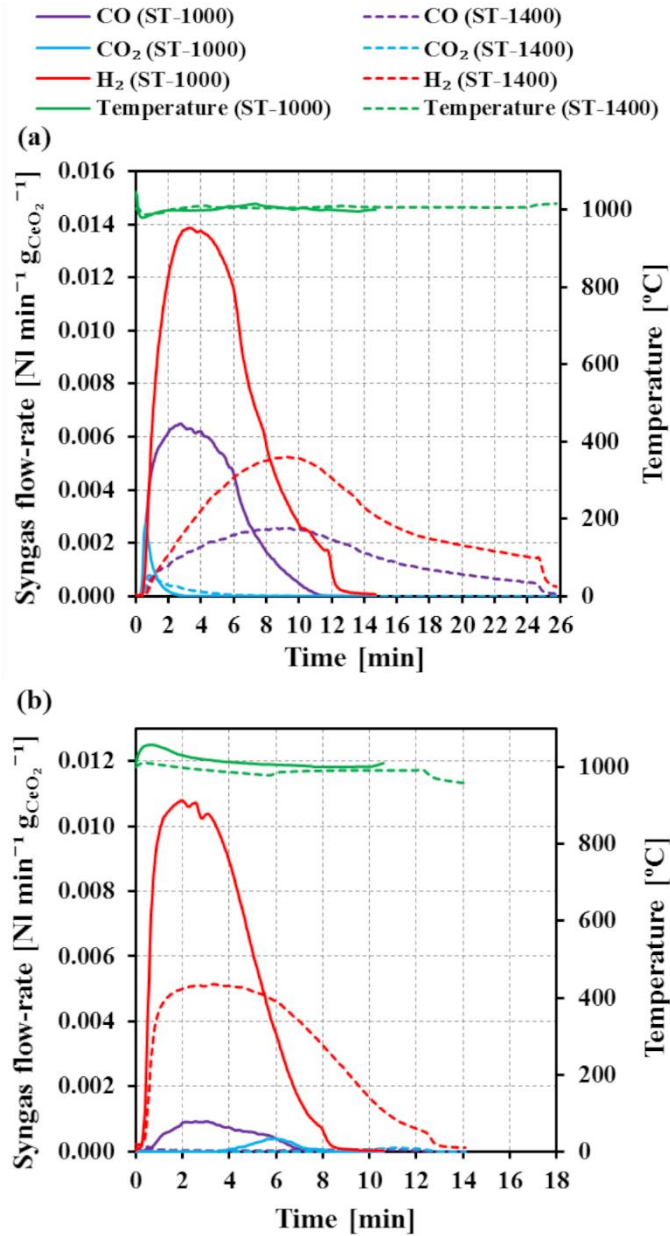 CO (ST-1000) CO (ST-1400)
CO₂ (ST-1000) CO₂ (ST-1400)
H₂ (ST-1000) H₂ (ST-1400)
Temperature (ST-1000) Temperature (ST-1400)
(a)
Syngas flow-rate [Nl min⁻¹ g_CeO₂⁻¹]
0.016
0.014
0.012
0.010
0.008
0.006
0.004
0.002
0.000
1000
800
600
400
200
0
Temperature [ºC]
0 2 4 6 8 10 12 14 16 18 20 22 24 26
Time [min]
(b)
Syngas flow-rate [Nl min⁻¹ g_CeO₂⁻¹]
0.012
0.010
0.008
0.006
0.004
0.002
0.000
1000
800
600
400
200
0
Temperature [ºC]
0 2 4 6 8 10 12 14 16 18
Time [min]